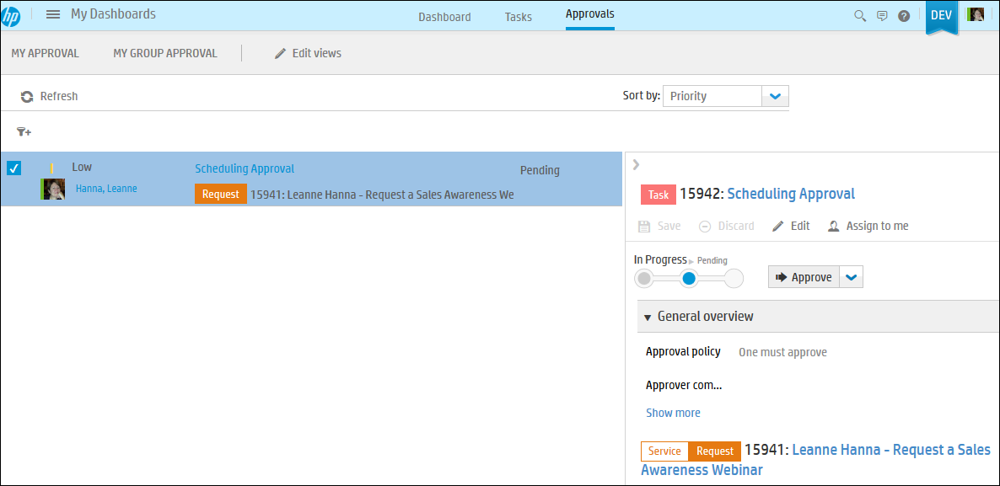 hp My Dashboards Dashboard Tasks Approvals ? DEV
MY APPROVAL MY GROUP APPROVAL Edit views
Refresh Sort by: Priority
Low Scheduling Approval Pending
Hanna, Leanne
Request 15941: Leanne Hanna - Request a Sales Awareness We
Task 15942: Scheduling Approval
Save Discard Edit Assign to me
In Progress Pending
Approve
General overview
Approval policy One must approve
Approver com...
Show more
Service Request 15941: Leanne Hanna - Request a Sales
Awareness Webinar